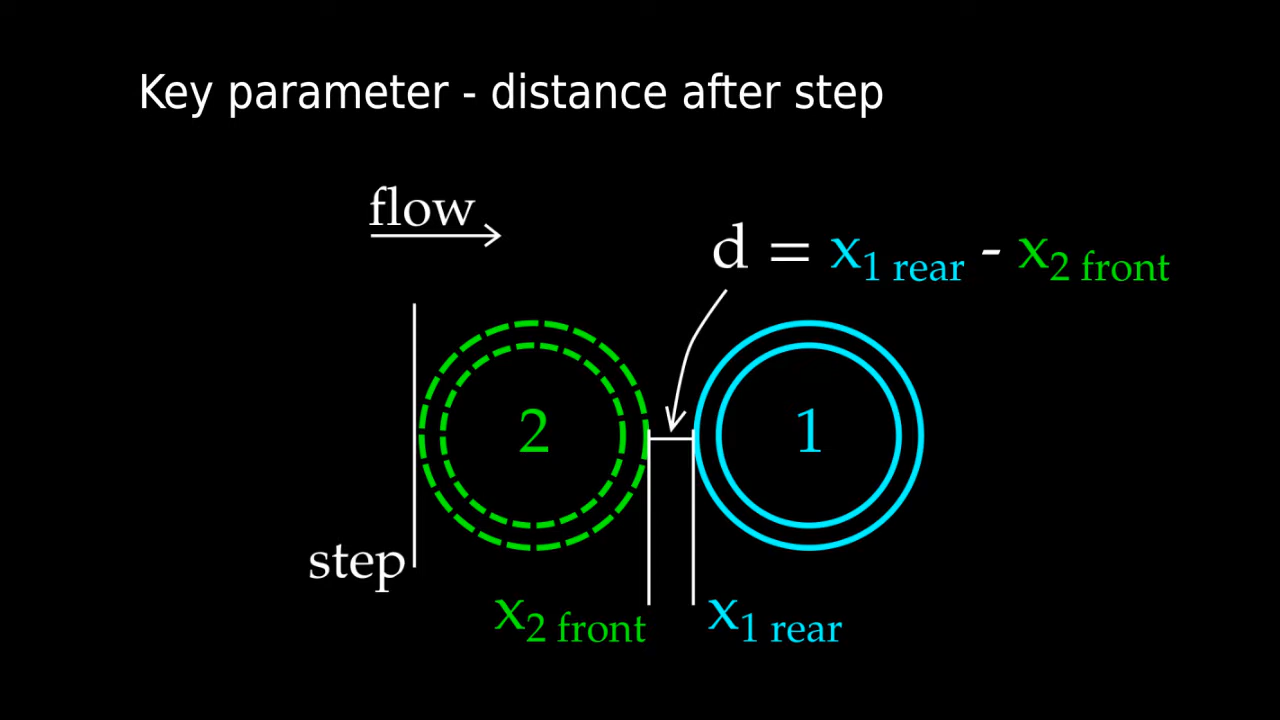 Key parameter - distance after step
flow
d = x1 rear - x2 front
2
1
step
x2 front
x1 rear